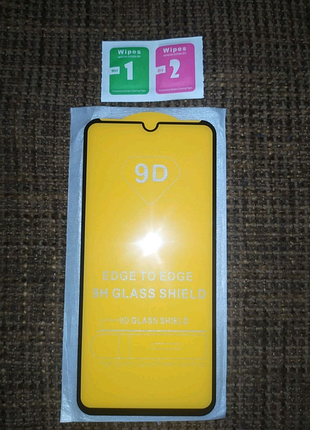 Wipes
1
Wipes
2
9D
EDGE TO EDGE
9H GLASS SHIELD
9D GLASS SHIELD